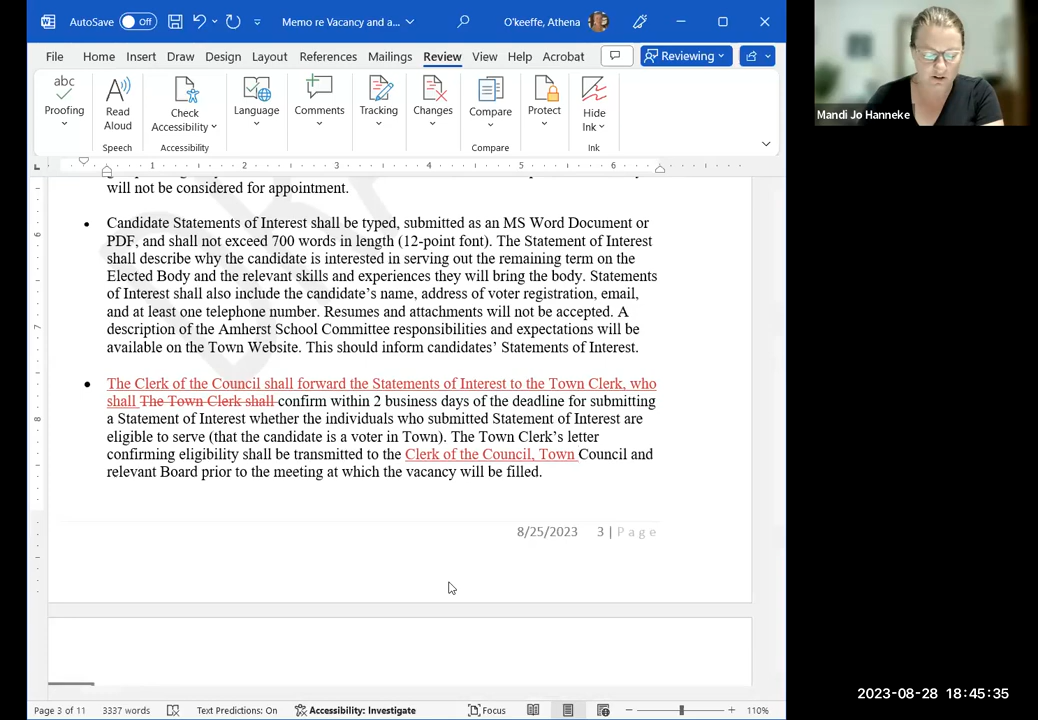 AutoSave Off Memo re Vacancy and a... O'keeffe, Athena
File Home Insert Draw Design Layout References Mailings Review View Help Acrobat Reviewing
abc
Proofing Read Aloud Check Accessibility Language Comments Tracking Changes Compare Protect Hide Ink
Speech Accessibility Compare Ink
Mandi Jo Hanneke
1 2 3 4 5 6
will not be considered for appointment.
• Candidate Statements of Interest shall be typed, submitted as an MS Word Document or
PDF, and shall not exceed 700 words in length (12-point font). The Statement of Interest
shall describe why the candidate is interested in serving out the remaining term on the
Elected Body and the relevant skills and experiences they will bring the body. Statements
of Interest shall also include the candidate's name, address of voter registration, email,
and at least one telephone number. Resumes and attachments will not be accepted. A
description of the Amherst School Committee responsibilities and expectations will be
available on the Town Website. This should inform candidates' Statements of Interest.
• The Clerk of the Council shall forward the Statements of Interest to the Town Clerk, who
shall The Town Clerk shall confirm within 2 business days of the deadline for submitting
a Statement of Interest whether the individuals who submitted Statement of Interest are
eligible to serve (that the candidate is a voter in Town). The Town Clerk's letter
confirming eligibility shall be transmitted to the Clerk of the Council, Town Council and
relevant Board prior to the meeting at which the vacancy will be filled.
8/25/2023 3 | Page
2023-08-28 18:45:35
Page 3 of 11 3337 words Text Predictions: On Accessibility: Investigate Focus 110%